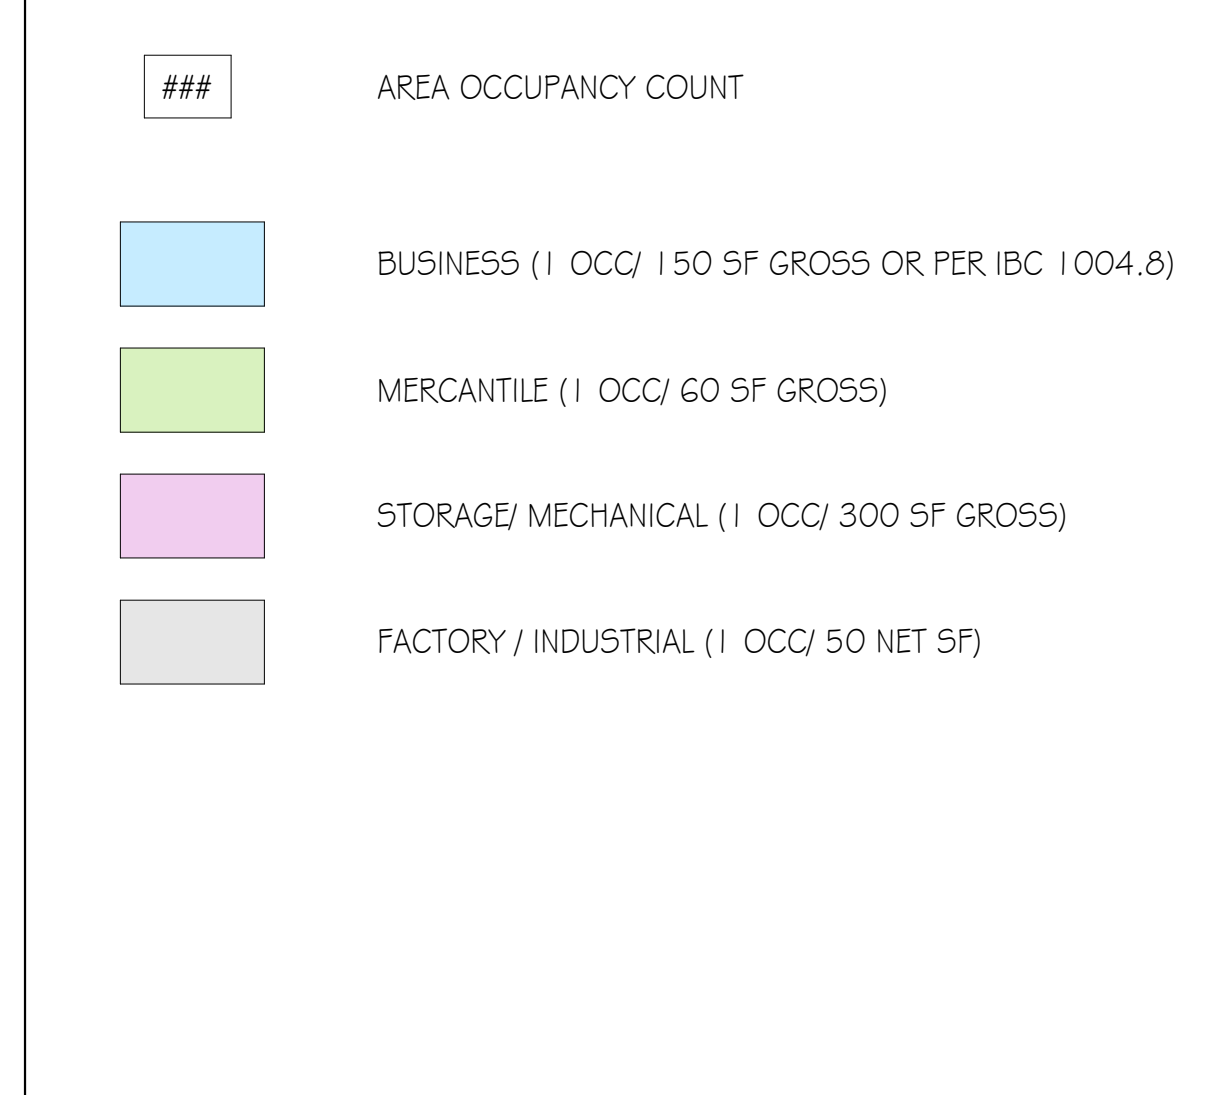 ###
AREA OCCUPANCY COUNT
BUSINESS (1 OCC/ 150 SF GROSS OR PER IBC 1004.8)
MERCANTILE (1 OCC/ 60 SF GROSS)
STORAGE/ MECHANICAL (1 OCC/ 300 SF GROSS)
FACTORY / INDUSTRIAL (1 OCC/ 50 NET SF)